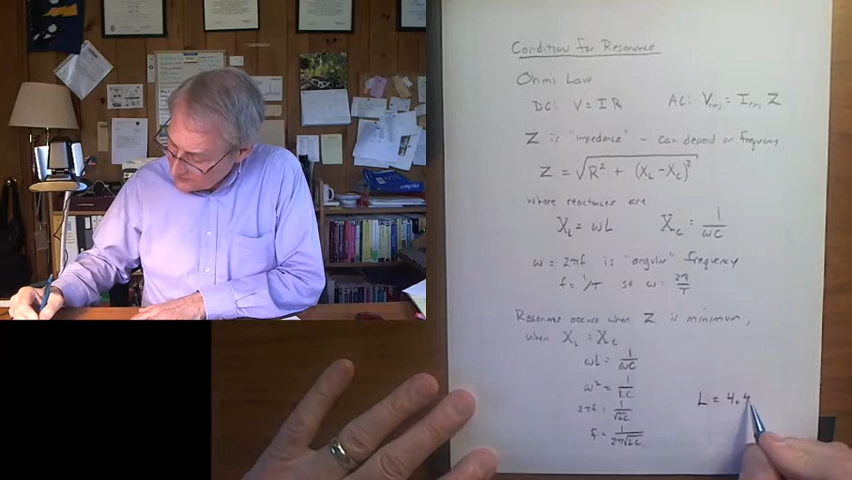 Condition for Resonance
Ohm's Law
DC: V = I R
AC: Vrms = Irms Z
Z is "impedance" - can depend on frequency
Z = √(R² + (XL - XC)²)
where reactances are
XL = ωL
XC = 1/ωC
ω = 2πf is "angular" frequency
f = 1/T so ω = 2π/T
Resonance occurs when Z is minimum,
when XL = XC
ωL = 1/ωC
ω² = 1/LC
2πf = 1/√LC
f = 1/2π√LC
L = 4.4